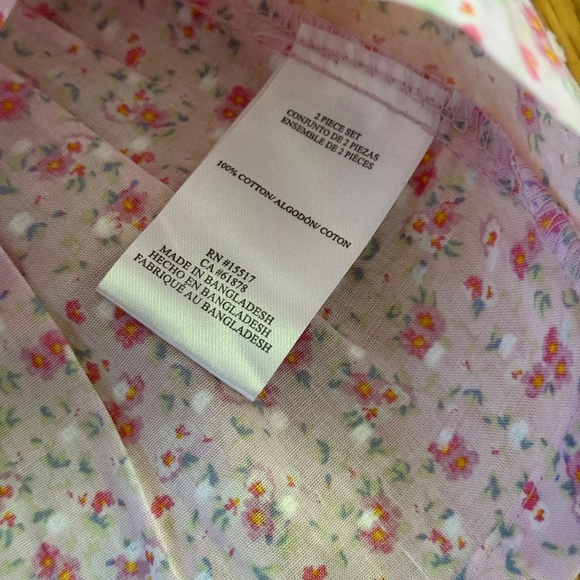 2 PIECE SET
CONJUNTO DE 2 PIEZAS
ENSEMBLE DE 2 PIÈCES
100% COTTON/ ALGODÓN/ COTON
RN #15517
CA #61878
MADE IN BANGLADESH
HECHO EN BANGLADESH
FABRIQUÉ AU BANGLADESH